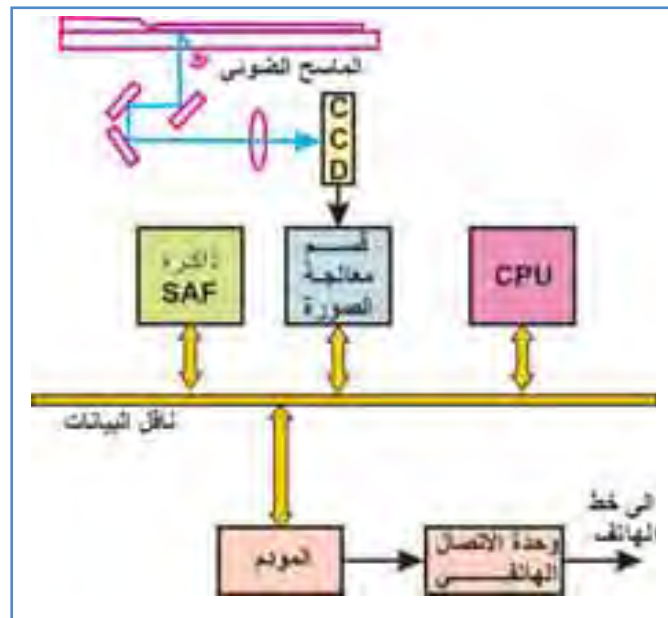 الماسح الضوئي
C
C
D
ذاكرة
SAF
قسم
معالجة
الصورة
CPU
ناقل البيانات
المودم
وحدة الاتصال
الهاتفي
الى خط
الهاتف